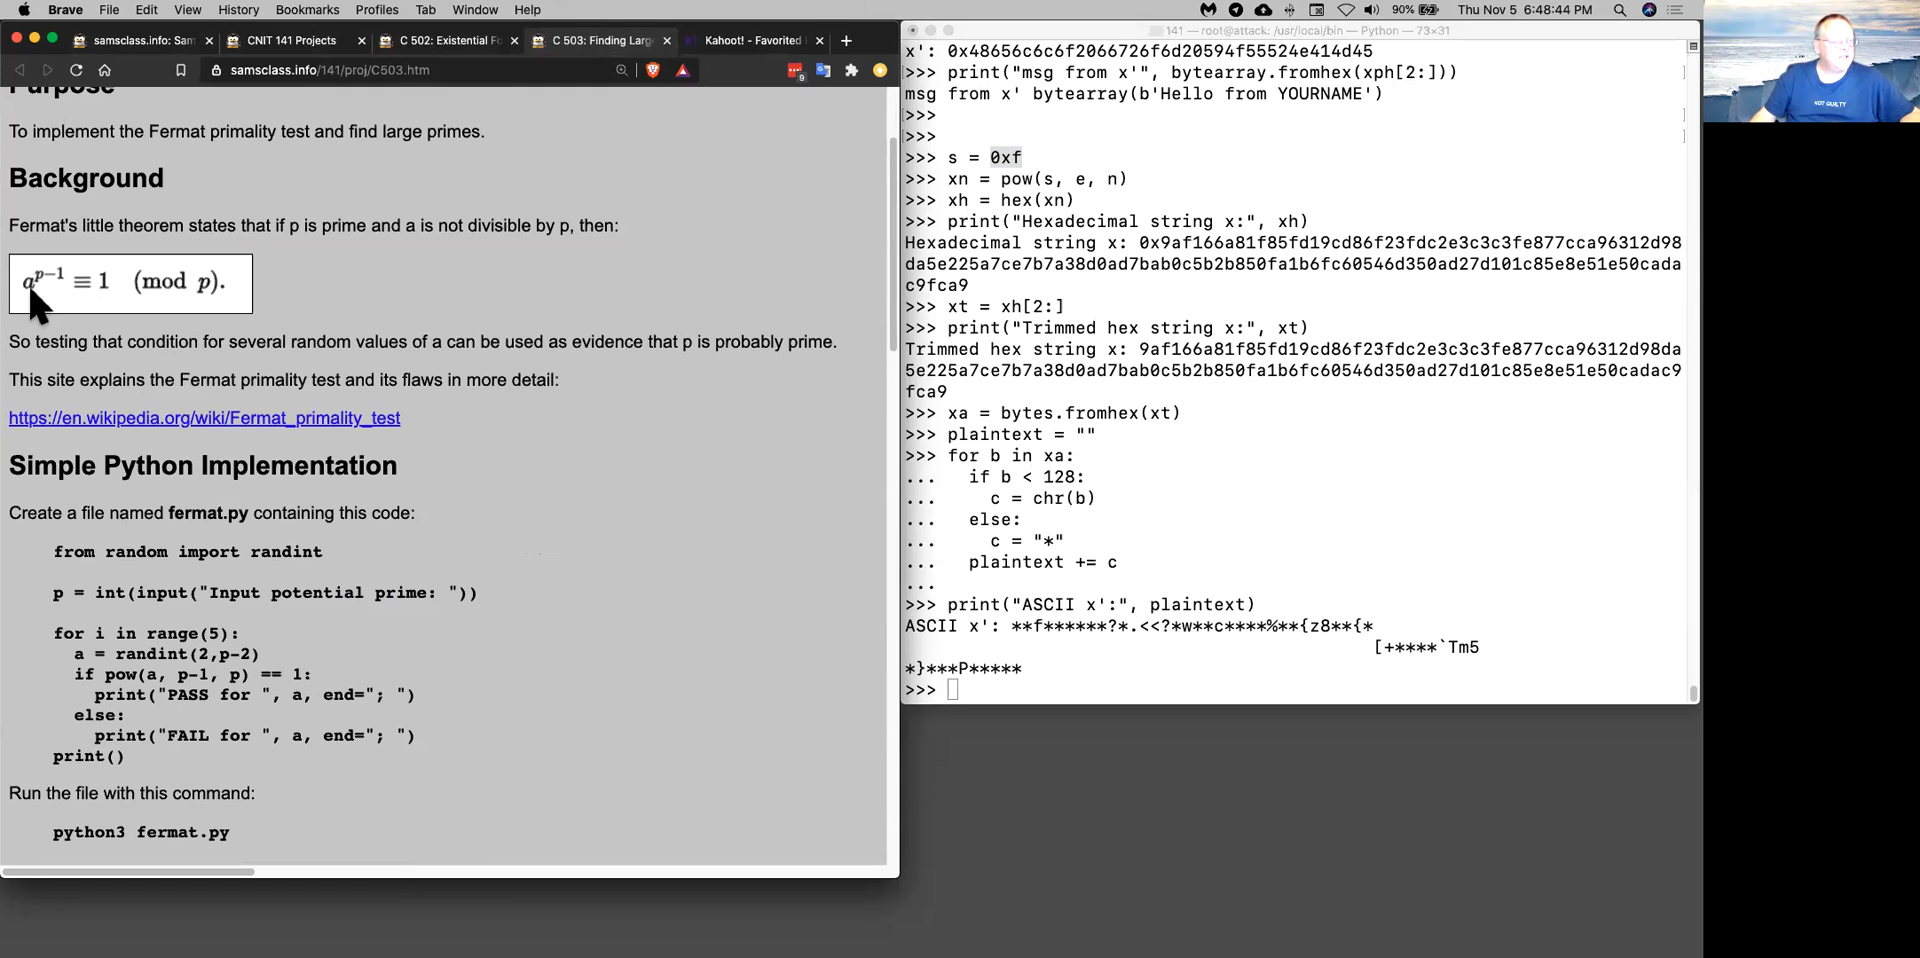 Brave File Edit View History Bookmarks Profiles Tab Window Help
90% Thu Nov 5 6:48:44 PM
samsclass.info: Sam
CNIT 141 Projects
C 502: Existential Fo
C 503: Finding Large
Kahoot! - Favorited
samsclass.info/141/proj/C503.htm
9
Purpose
To implement the Fermat primality test and find large primes.
Background
Fermat's little theorem states that if p is prime and a is not divisible by p, then:
a^{p−1} ≡ 1 (mod p).
So testing that condition for several random values of a can be used as evidence that p is probably prime.
This site explains the Fermat primality test and its flaws in more detail:
https://en.wikipedia.org/wiki/Fermat_primality_test
Simple Python Implementation
Create a file named fermat.py containing this code:
from random import randint
p = int(input("Input potential prime: "))
for i in range(5):
a = randint(2,p-2)
if pow(a, p-1, p) == 1:
print("PASS for ", a, end="; ")
else:
print("FAIL for ", a, end="; ")
print()
Run the file with this command:
python3 fermat.py
141 — root@attack: /usr/local/bin — Python — 73×31
x': 0x48656c6c6f2066726f6d20594f55524e414d45
>>> print("msg from x'", bytearray.fromhex(xph[2:]))
msg from x' bytearray(b'Hello from YOURNAME')
>>>
>>>
>>> s = 0xf
>>> xn = pow(s, e, n)
>>> xh = hex(xn)
>>> print("Hexadecimal string x:", xh)
Hexadecimal string x: 0x9af166a81f85fd19cd86f23fdc2e3c3c3fe877cca96312d98
da5e225a7ce7b7a38d0ad7bab0c5b2b850fa1b6fc60546d350ad27d101c85e8e51e50cada
c9fca9
>>> xt = xh[2:]
>>> print("Trimmed hex string x:", xt)
Trimmed hex string x: 9af166a81f85fd19cd86f23fdc2e3c3c3fe877cca96312d98da
5e225a7ce7b7a38d0ad7bab0c5b2b850fa1b6fc60546d350ad27d101c85e8e51e50cadac9
fca9
>>> xa = bytes.fromhex(xt)
>>> plaintext = ""
>>> for b in xa:
... if b < 128:
... c = chr(b)
... else:
... c = "*"
... plaintext += c
...
>>> print("ASCII x':", plaintext)
ASCII x': **f******?*.<<?*w**c****%**{z8**{*
[+****`Tm5
*}***P*****
>>>
NOT GUILTY